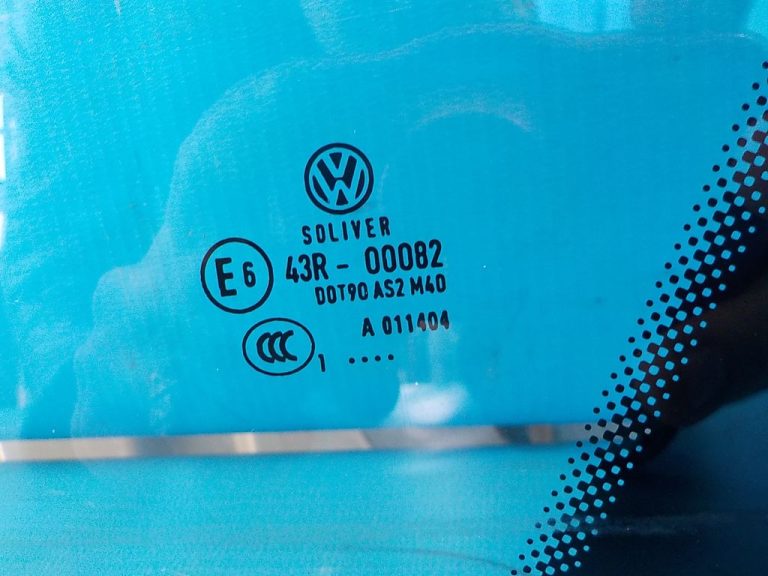 SOLIVER
E6 43R - 00082
DOT90 AS2 M40
A 011404
CCC 1 ....